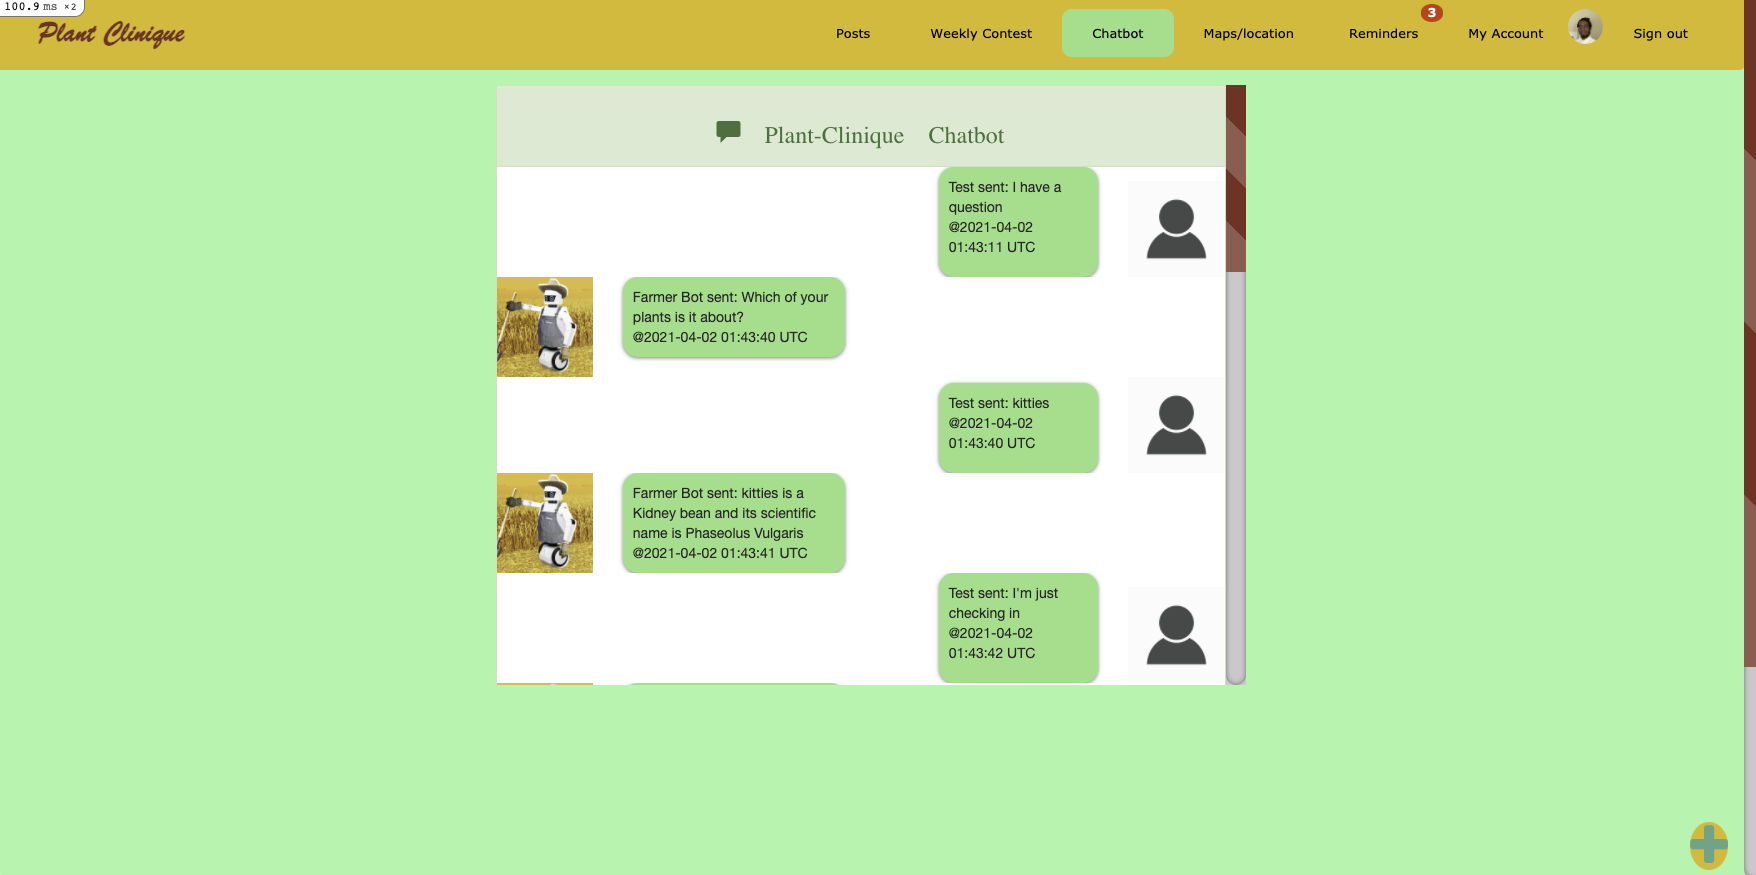 100.9 ms ×2
Plant Clinique
Posts
Weekly Contest
Chatbot
Maps/location
Reminders
3
My Account
Sign out
Plant-Clinique Chatbot
Test sent: I have a
question
@2021-04-02
01:43:11 UTC
Farmer Bot sent: Which of your
plants is it about?
@2021-04-02 01:43:40 UTC
Test sent: kitties
@2021-04-02
01:43:40 UTC
Farmer Bot sent: kitties is a
Kidney bean and its scientific
name is Phaseolus Vulgaris
@2021-04-02 01:43:41 UTC
Test sent: I'm just
checking in
@2021-04-02
01:43:42 UTC